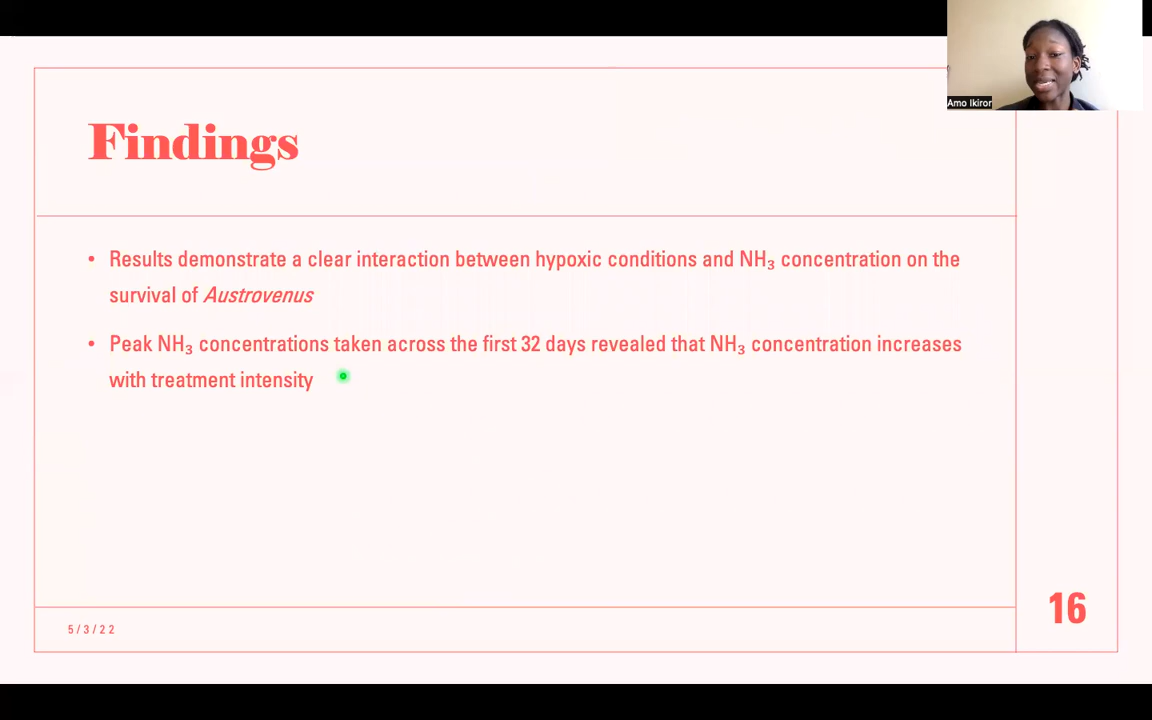 Amo Ikiror
Findings
• Results demonstrate a clear interaction between hypoxic conditions and NH₃ concentration on the
survival of Austrovenus
• Peak NH₃ concentrations taken across the first 32 days revealed that NH₃ concentration increases
with treatment intensity
16
5/3/22